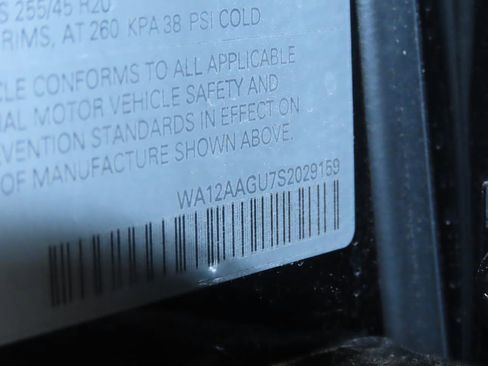 S 255/45 R20
RIMS, AT 260 KPA 38 PSI COLD
CLE CONFORMS TO ALL APPLICABLE
AL MOTOR VEHICLE SAFETY AND
EVENTION STANDARDS IN EFFECT ON
OF MANUFACTURE SHOWN ABOVE.
WA12AAGU7S2029159